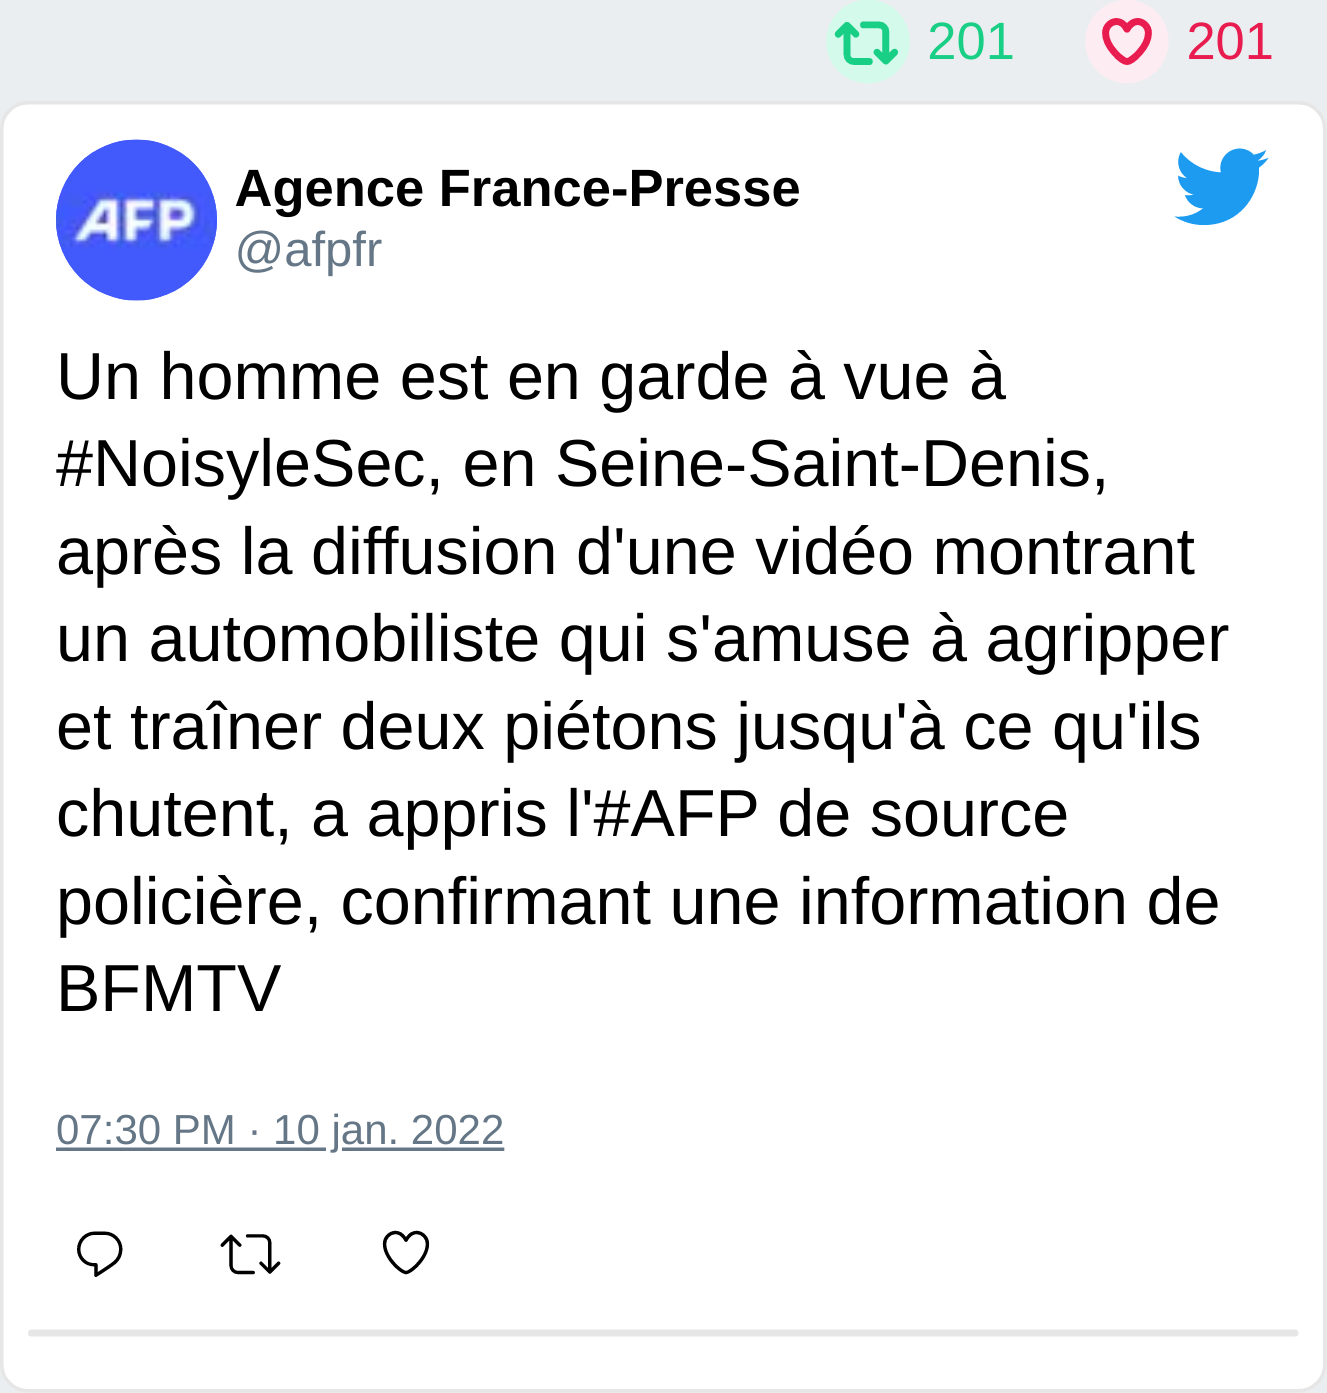 201 201
AFP
Agence France-Presse
@afpfr
Un homme est en garde à vue à
#NoisyleSec, en Seine-Saint-Denis,
après la diffusion d'une vidéo montrant
un automobiliste qui s'amuse à agripper
et traîner deux piétons jusqu'à ce qu'ils
chutent, a appris l'#AFP de source
policière, confirmant une information de
BFMTV
07:30 PM · 10 jan. 2022